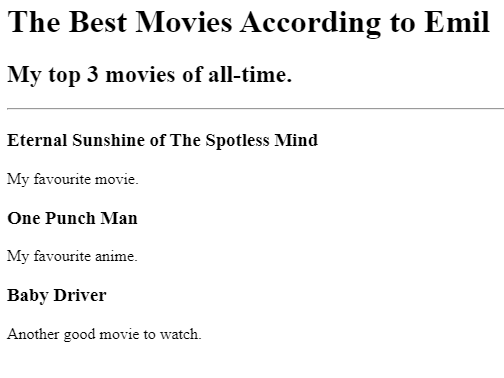 The Best Movies According to Emil
My top 3 movies of all-time.
Eternal Sunshine of The Spotless Mind
My favourite movie.
One Punch Man
My favourite anime.
Baby Driver
Another good movie to watch.